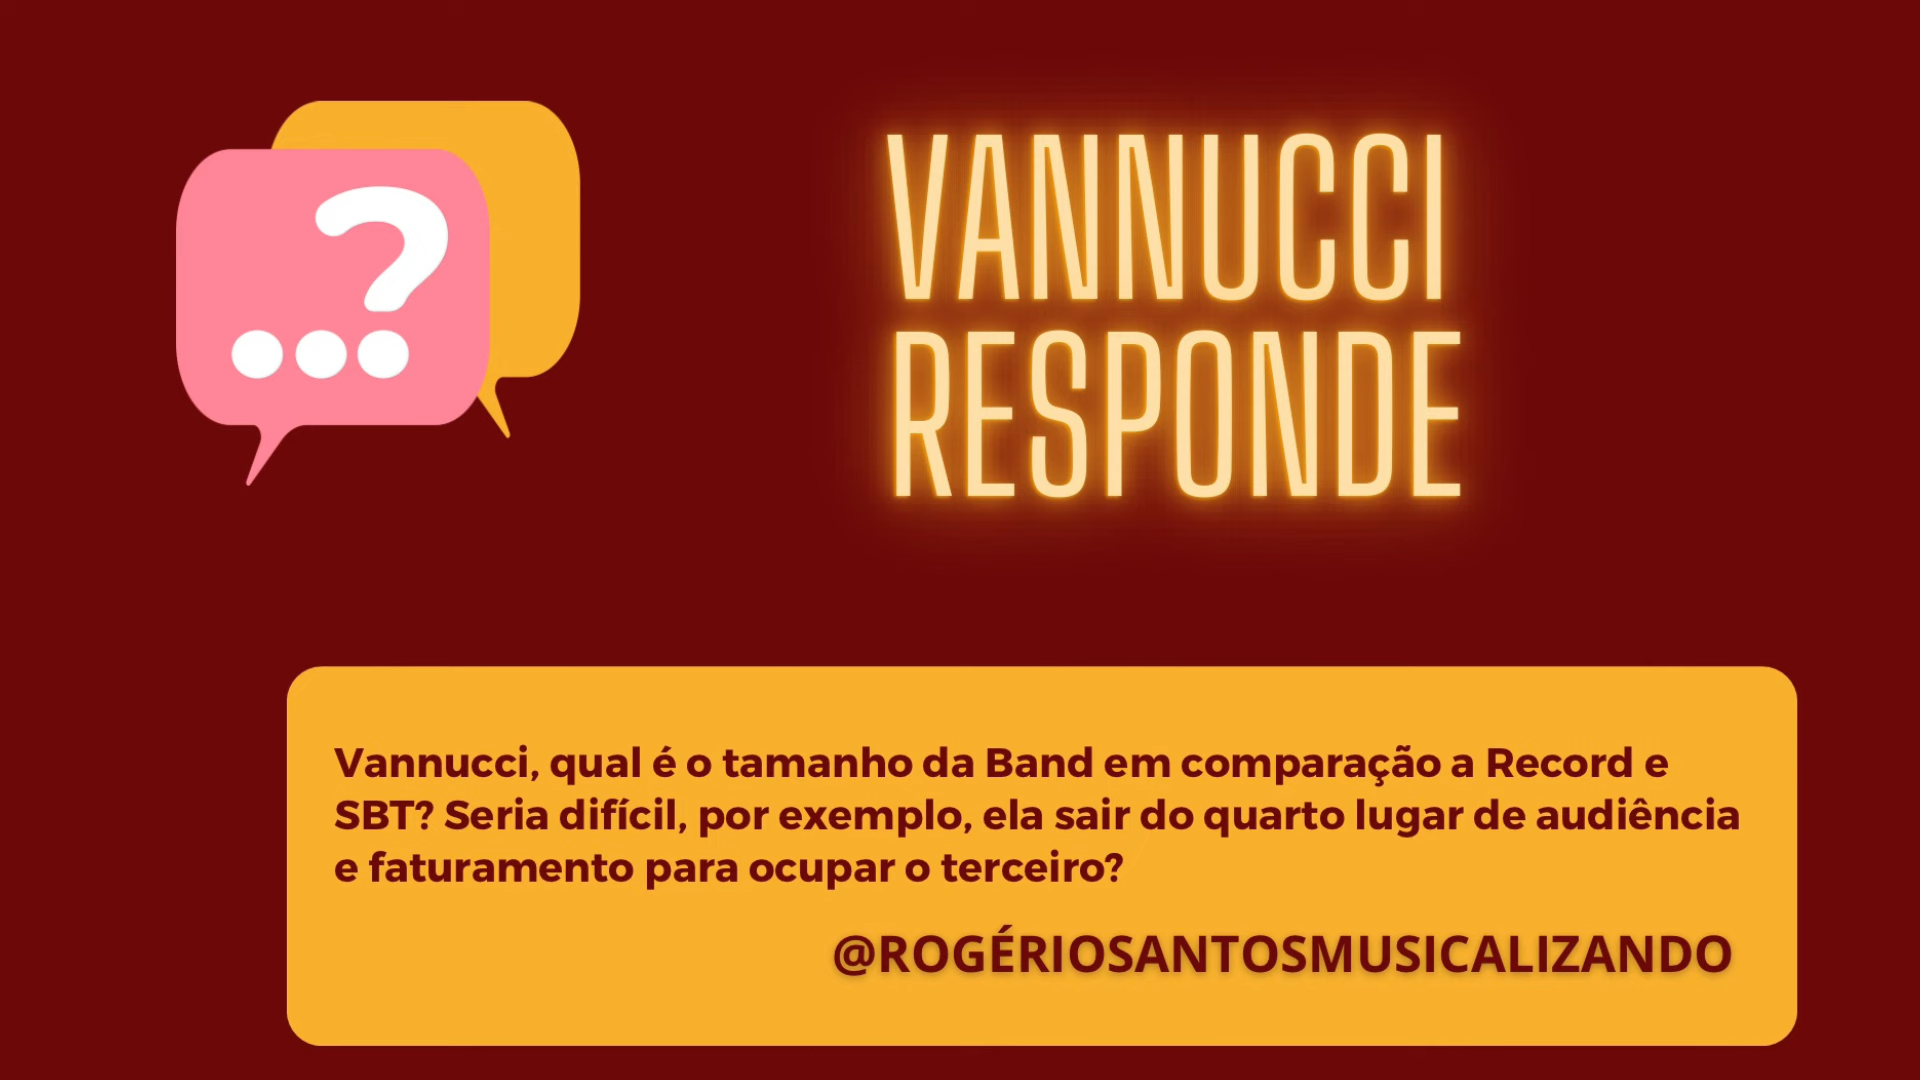 VANNUCCI
RESPONDE
...?
Vannucci, qual é o tamanho da Band em comparação a Record e
SBT? Seria difícil, por exemplo, ela sair do quarto lugar de audiência
e faturamento para ocupar o terceiro?
@ROGÉRIOSANTOSMUSICALIZANDO